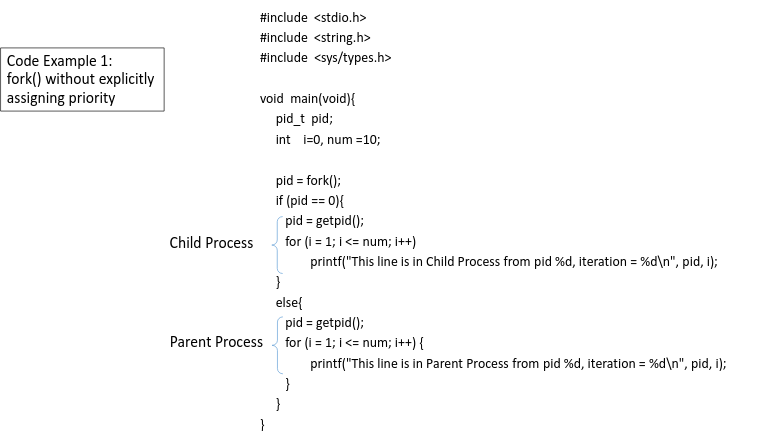 Code Example 1:
fork() without explicitly
assigning priority
#include <stdio.h>
#include <string.h>
#include <sys/types.h>
void main(void){
pid_t pid;
int i=0, num =10;
pid = fork();
if (pid == 0){
pid = getpid();
Child Process
for (i = 1; i <= num; i++)
printf("This line is in Child Process from pid %d, iteration = %d\n", pid, i);
}
else{
pid = getpid();
Parent Process
for (i = 1; i <= num; i++) {
printf("This line is in Parent Process from pid %d, iteration = %d\n", pid, i);
}
}
}